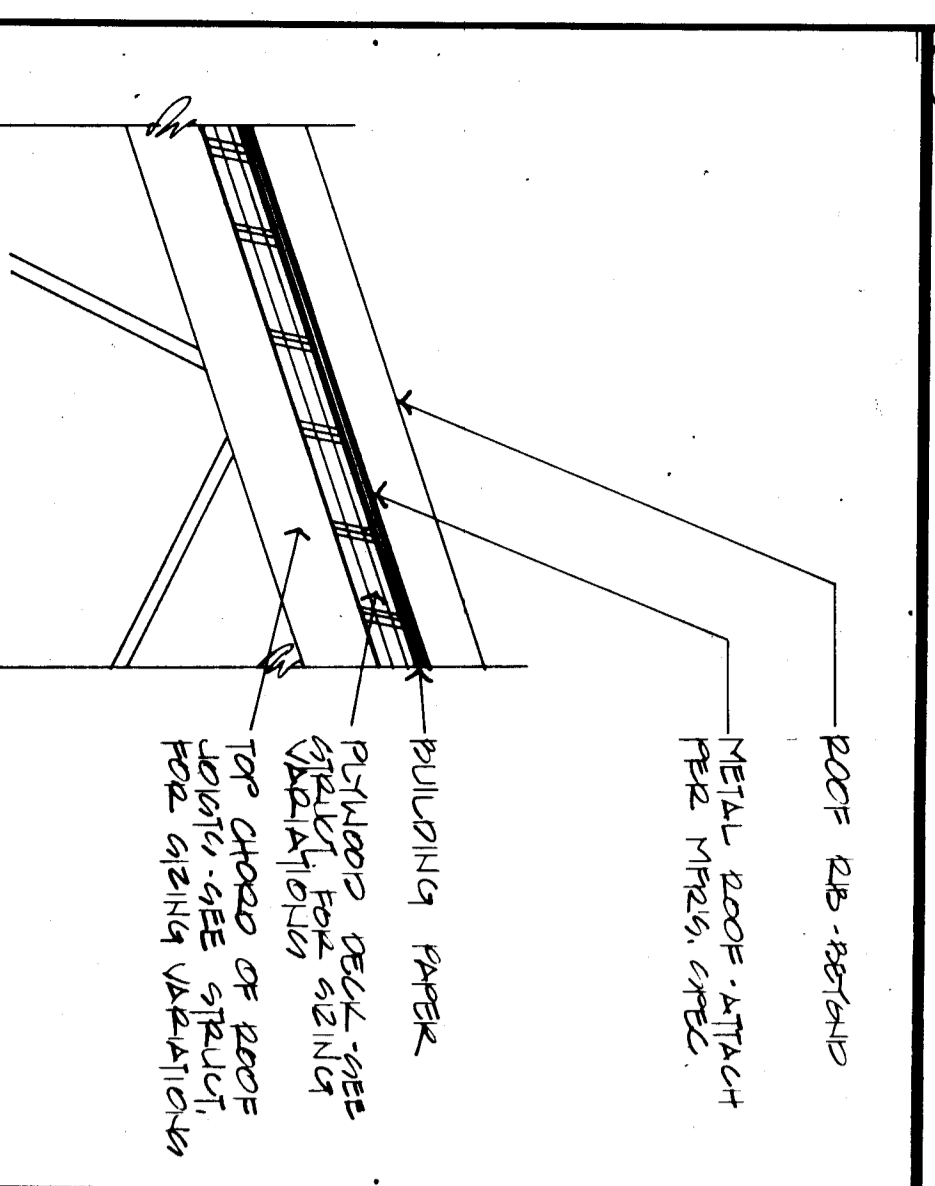 ROOF RIB - BEYOND
METAL ROOF - ATTACH
PER MFR'S. SPEC.
BUILDING PAPER
PLYWOOD DECK - SEE
STRUCT. FOR SIZING
VARIATIONS
TOP CHORD OF ROOF
JOISTS - SEE STRUCT.
FOR SIZING VARIATIONS